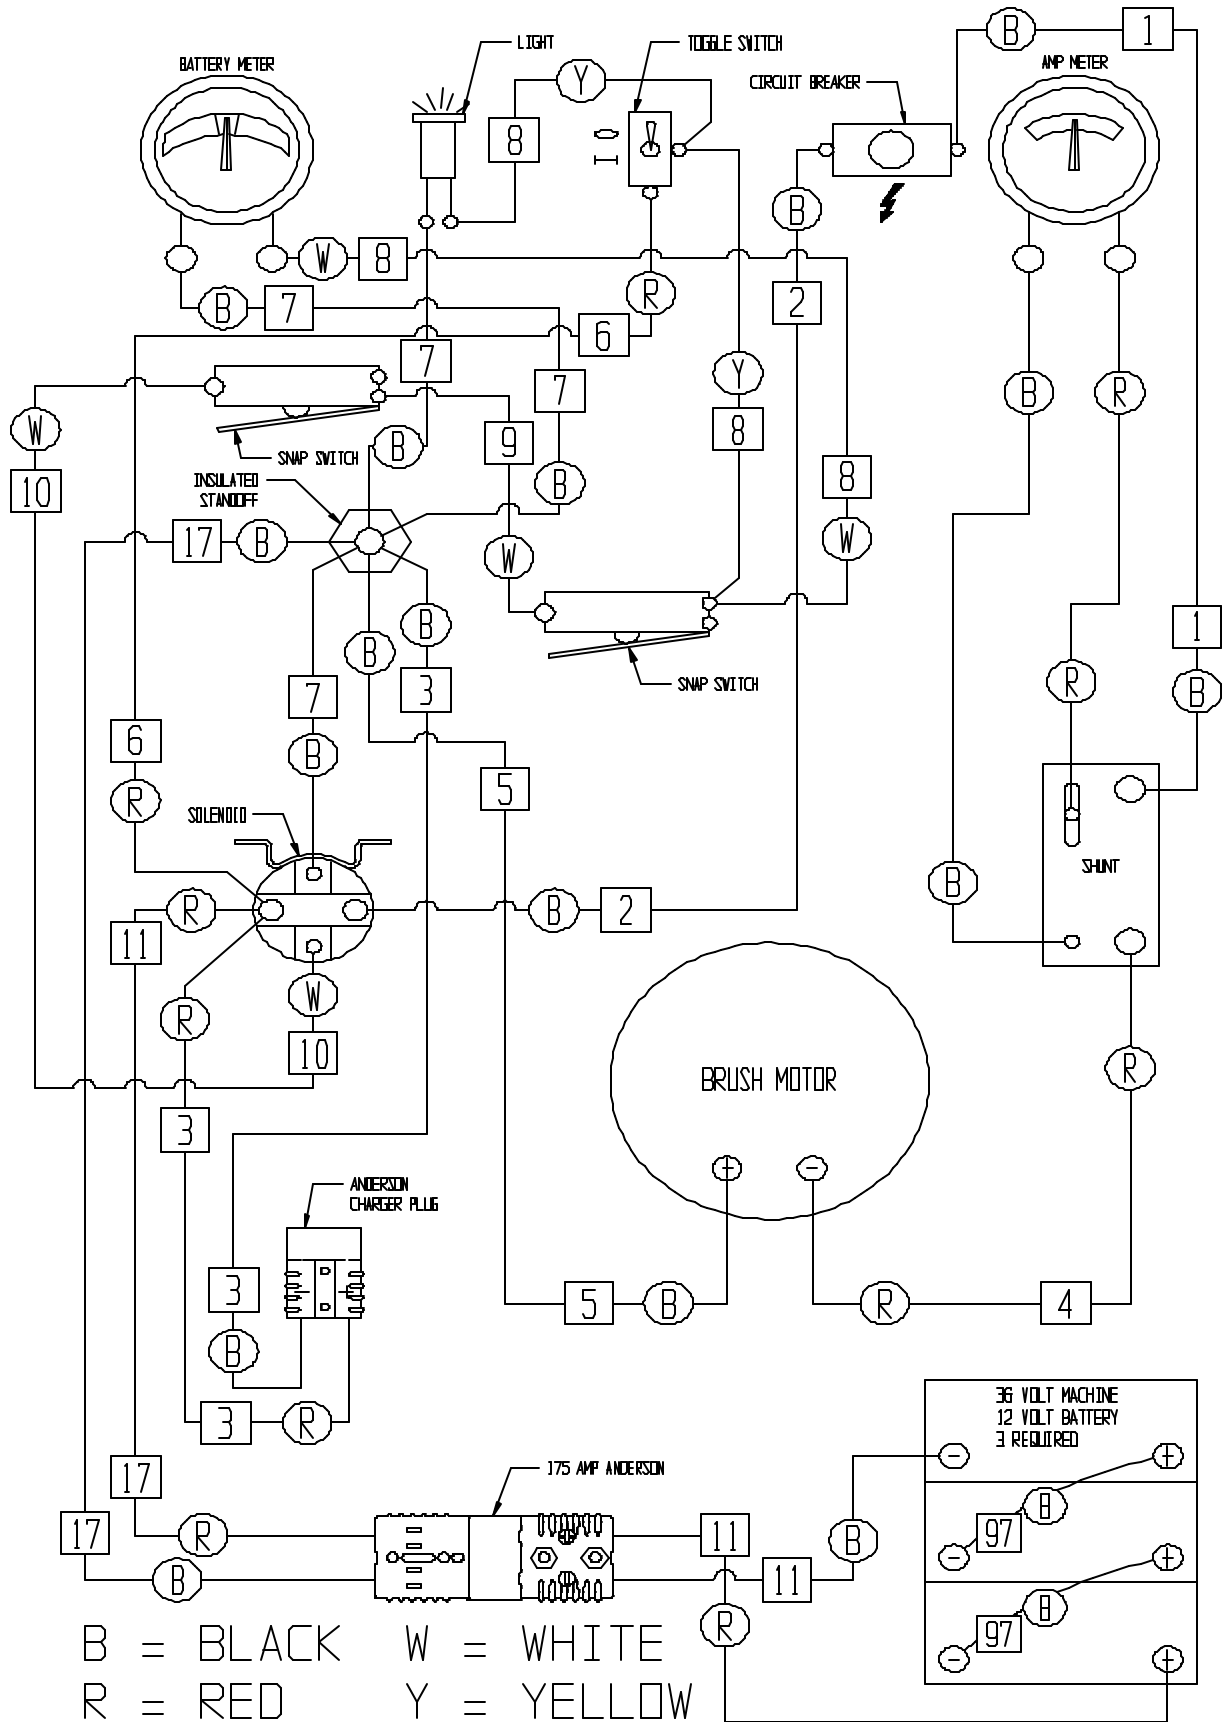 LIGHT
TOGGLE SWITCH
B
1
BATTERY METER
AMP METER
Y
CIRCUIT BREAKER
8
B
W
8
R
2
B
7
6
7
Y
7
B
R
W
8
B
9
SNAP SWITCH
8
10
INSULATED
STANDOFF
B
17
B
W
W
B
1
B
3
SNAP SWITCH
R
B
7
6
B
5
R
SOLENOID
SHUNT
B
R
B
2
11
W
R
10
R
BRUSH MOTOR
3
ANDERSON
CHARGER PLUG
+
-
3
5
B
R
4
B
3
R
36 VOLT MACHINE
12 VOLT BATTERY
3 REQUIRED
-
+
17
175 AMP ANDERSON
B
17
R
11
B
97
-
+
B
11
B
R
97
-
+
B = BLACK W = WHITE
R = RED Y = YELLOW